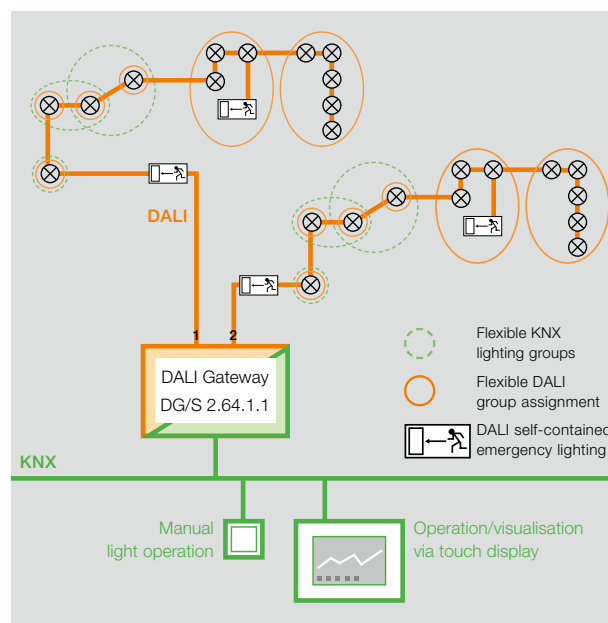 DALI
1 2
DALI Gateway
DG/S 2.64.1.1
Flexible KNX
lighting groups
Flexible DALI
group assignment
DALI self-contained
emergency lighting
KNX
Manual
light operation
Operation/visualisation
via touch display